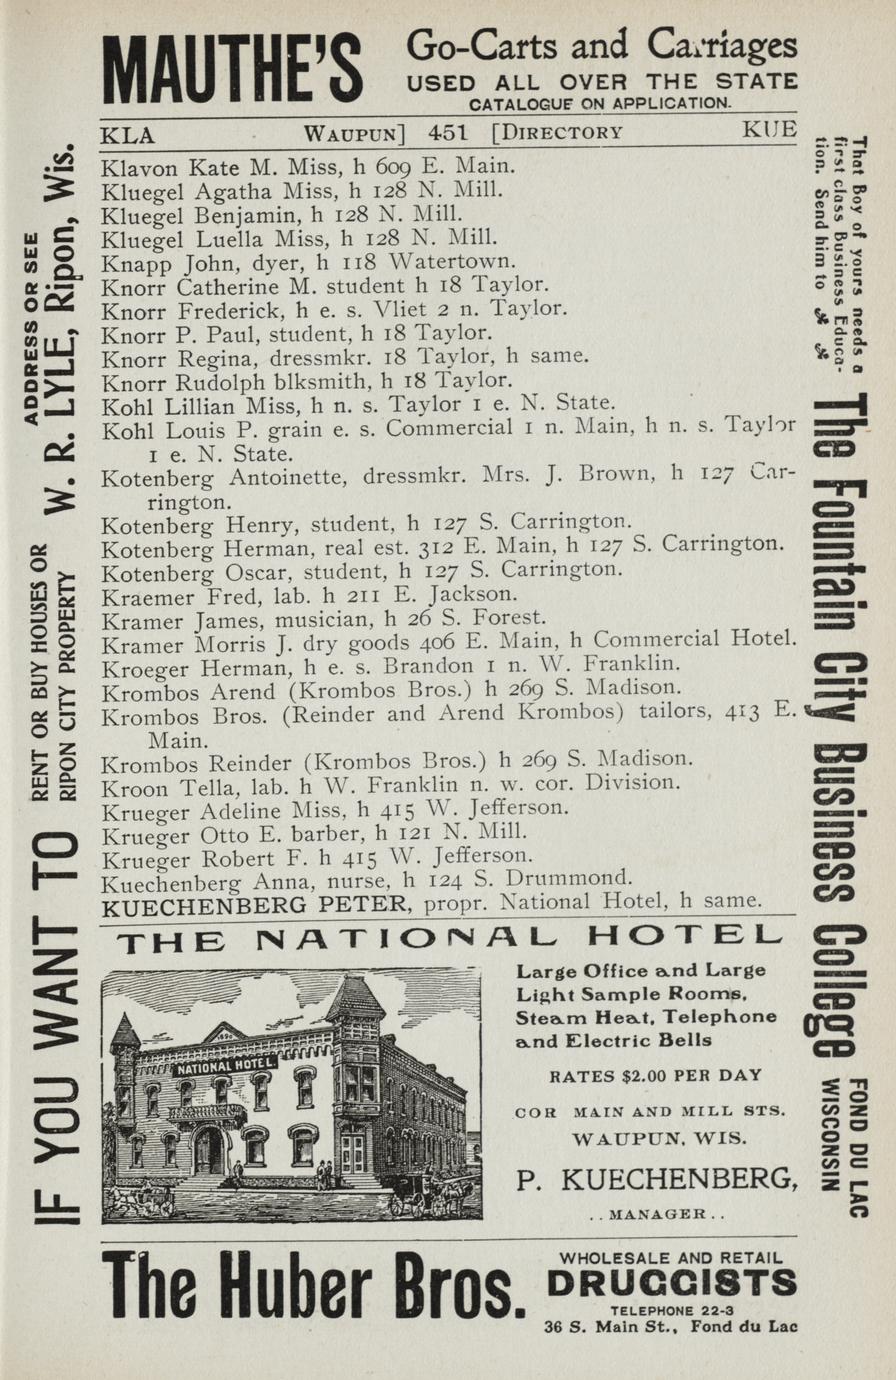 MAUTHE'S
Go-Carts and Carriages
USED ALL OVER THE STATE
CATALOGUE ON APPLICATION.
KLA WAUPUN] 451 [DIRECTORY KUE
Klavon Kate M. Miss, h 609 E. Main.
Kluegel Agatha Miss, h 128 N. Mill.
Kluegel Benjamin, h 128 N. Mill.
Kluegel Luella Miss, h 128 N. Mill.
Knapp John, dyer, h 118 Watertown.
Knorr Catherine M. student h 18 Taylor.
Knorr Frederick, h e. s. Vliet 2 n. Taylor.
Knorr P. Paul, student, h 18 Taylor.
Knorr Regina, dressmkr. 18 Taylor, h same.
Knorr Rudolph blksmith, h 18 Taylor.
Kohl Lillian Miss, h n. s. Taylor 1 e. N. State.
Kohl Louis P. grain e. s. Commercial 1 n. Main, h n. s. Taylor
1 e. N. State.
Kotenberg Antoinette, dressmkr. Mrs. J. Brown, h 127 Car-
rington.
Kotenberg Henry, student, h 127 S. Carrington.
Kotenberg Herman, real est. 312 E. Main, h 127 S. Carrington.
Kotenberg Oscar, student, h 127 S. Carrington.
Kraemer Fred, lab. h 211 E. Jackson.
Kramer James, musician, h 26 S. Forest.
Kramer Morris J. dry goods 406 E. Main, h Commercial Hotel.
Kroeger Herman, h e. s. Brandon 1 n. W. Franklin.
Krombos Arend (Krombos Bros.) h 269 S. Madison.
Krombos Bros. (Reinder and Arend Krombos) tailors, 413 E.
Main.
Krombos Reinder (Krombos Bros.) h 269 S. Madison.
Kroon Tella, lab. h W. Franklin n. w. cor. Division.
Krueger Adeline Miss, h 415 W. Jefferson.
Krueger Otto E. barber, h 121 N. Mill.
Krueger Robert F. h 415 W. Jefferson.
Kuechenberg Anna, nurse, h 124 S. Drummond.
KUECHENBERG PETER, propr. National Hotel, h same.
THE NATIONAL HOTEL
1890
NATIONAL HOTEL.
Large Office and Large
Light Sample Rooms,
Steam Heat, Telephone
and Electric Bells
RATES $2.00 PER DAY
COR MAIN AND MILL STS.
WAUPUN, WIS.
P. KUECHENBERG,
..MANAGER..
The Huber Bros.
WHOLESALE AND RETAIL
DRUGGISTS
TELEPHONE 22-3
36 S. Main St., Fond du Lac
IF YOU WANT TO
RENT OR BUY HOUSES OR
RIPON CITY PROPERTY
ADDRESS OR SEE
W. R. LYLE, Ripon, Wis.
That Boy of yours needs a
first class Business Educa-
tion. Send him to
The Fountain City Business College
FOND DU LAC
WISCONSIN